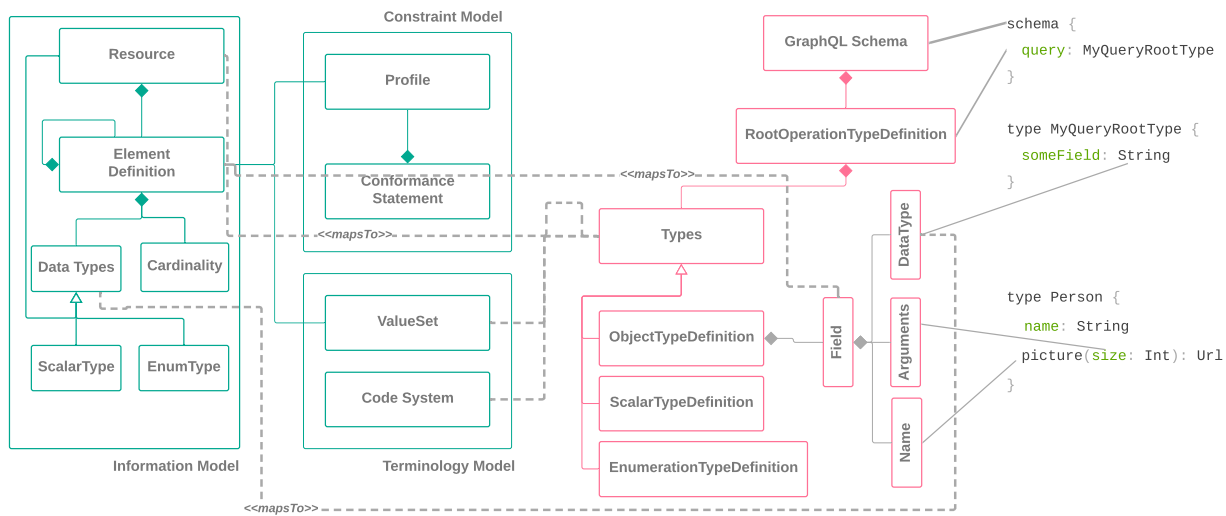 Constraint Model
Resource
Profile
GraphQL Schema
schema {
query: MyQueryRootType
}
RootOperationTypeDefinition
type MyQueryRootType {
someField: String
}
Element
Definition
<<mapsTo>>
Conformance
Statement
<<mapsTo>>
Types
DataType
Data Types
Cardinality
ValueSet
ObjectTypeDefinition
Field
Arguments
type Person {
name: String
picture(size: Int): Url
}
ScalarType
EnumType
Code System
ScalarTypeDefinition
Name
EnumerationTypeDefinition
Information Model
Terminology Model
<<mapsTo>>